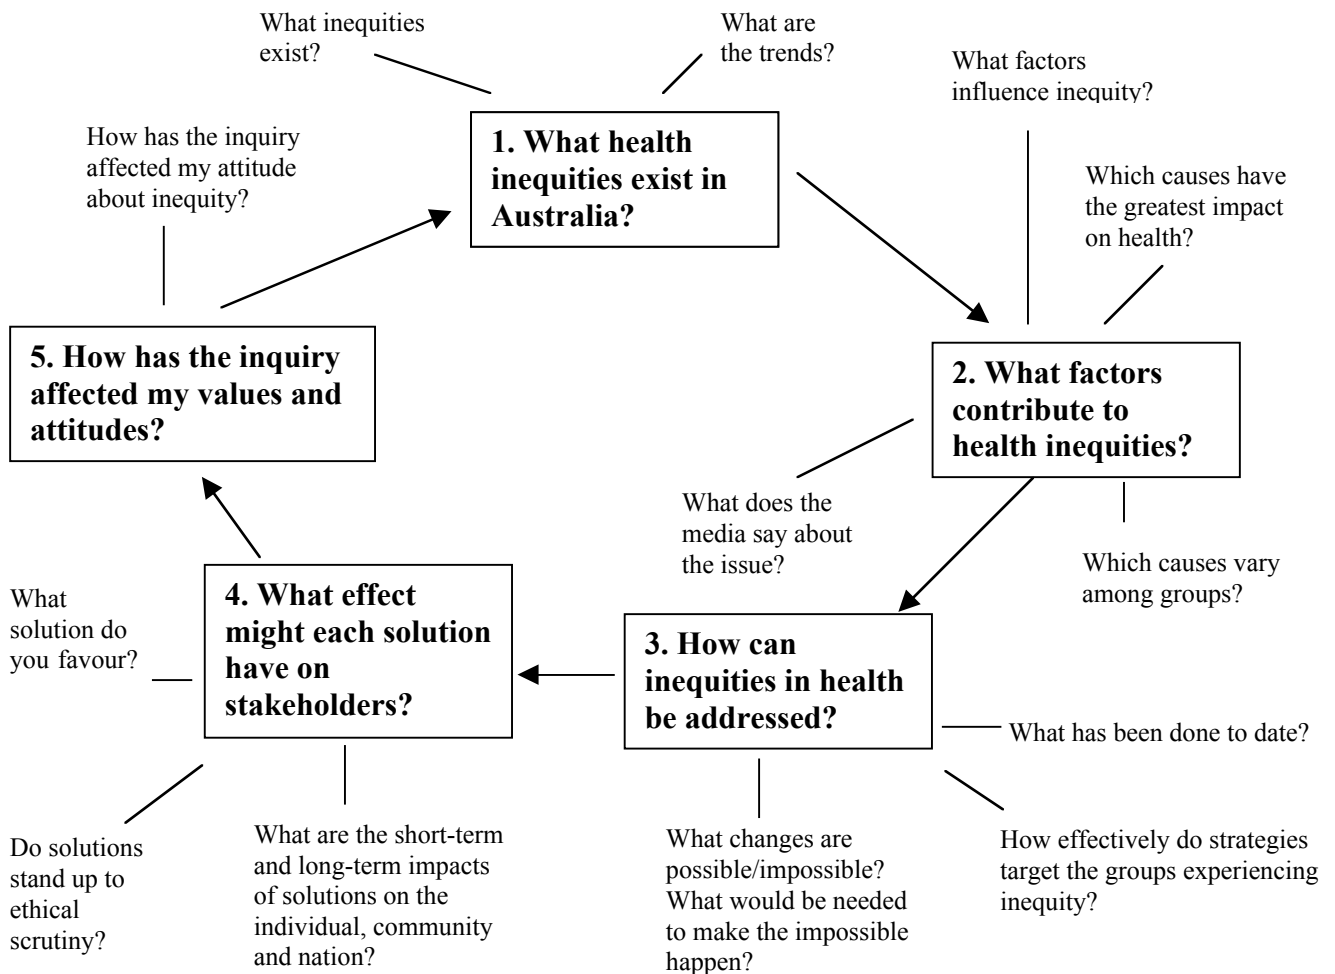 What inequities
exist?
What are
the trends?
What factors
influence inequity?
How has the inquiry
affected my attitude
about inequity?
1. What health
inequities exist in
Australia?
Which causes have
the greatest impact
on health?
5. How has the inquiry
affected my values and
attitudes?
2. What factors
contribute to
health inequities?
What does the
media say about
the issue?
Which causes vary
among groups?
What
solution do
you favour?
4. What effect
might each solution
have on
stakeholders?
3. How can
inequities in health
be addressed?
What has been done to date?
Do solutions
stand up to
ethical
scrutiny?
What are the short-term
and long-term impacts
of solutions on the
individual, community
and nation?
What changes are
possible/impossible?
What would be needed
to make the impossible
happen?
How effectively do strategies
target the groups experiencing
inequity?